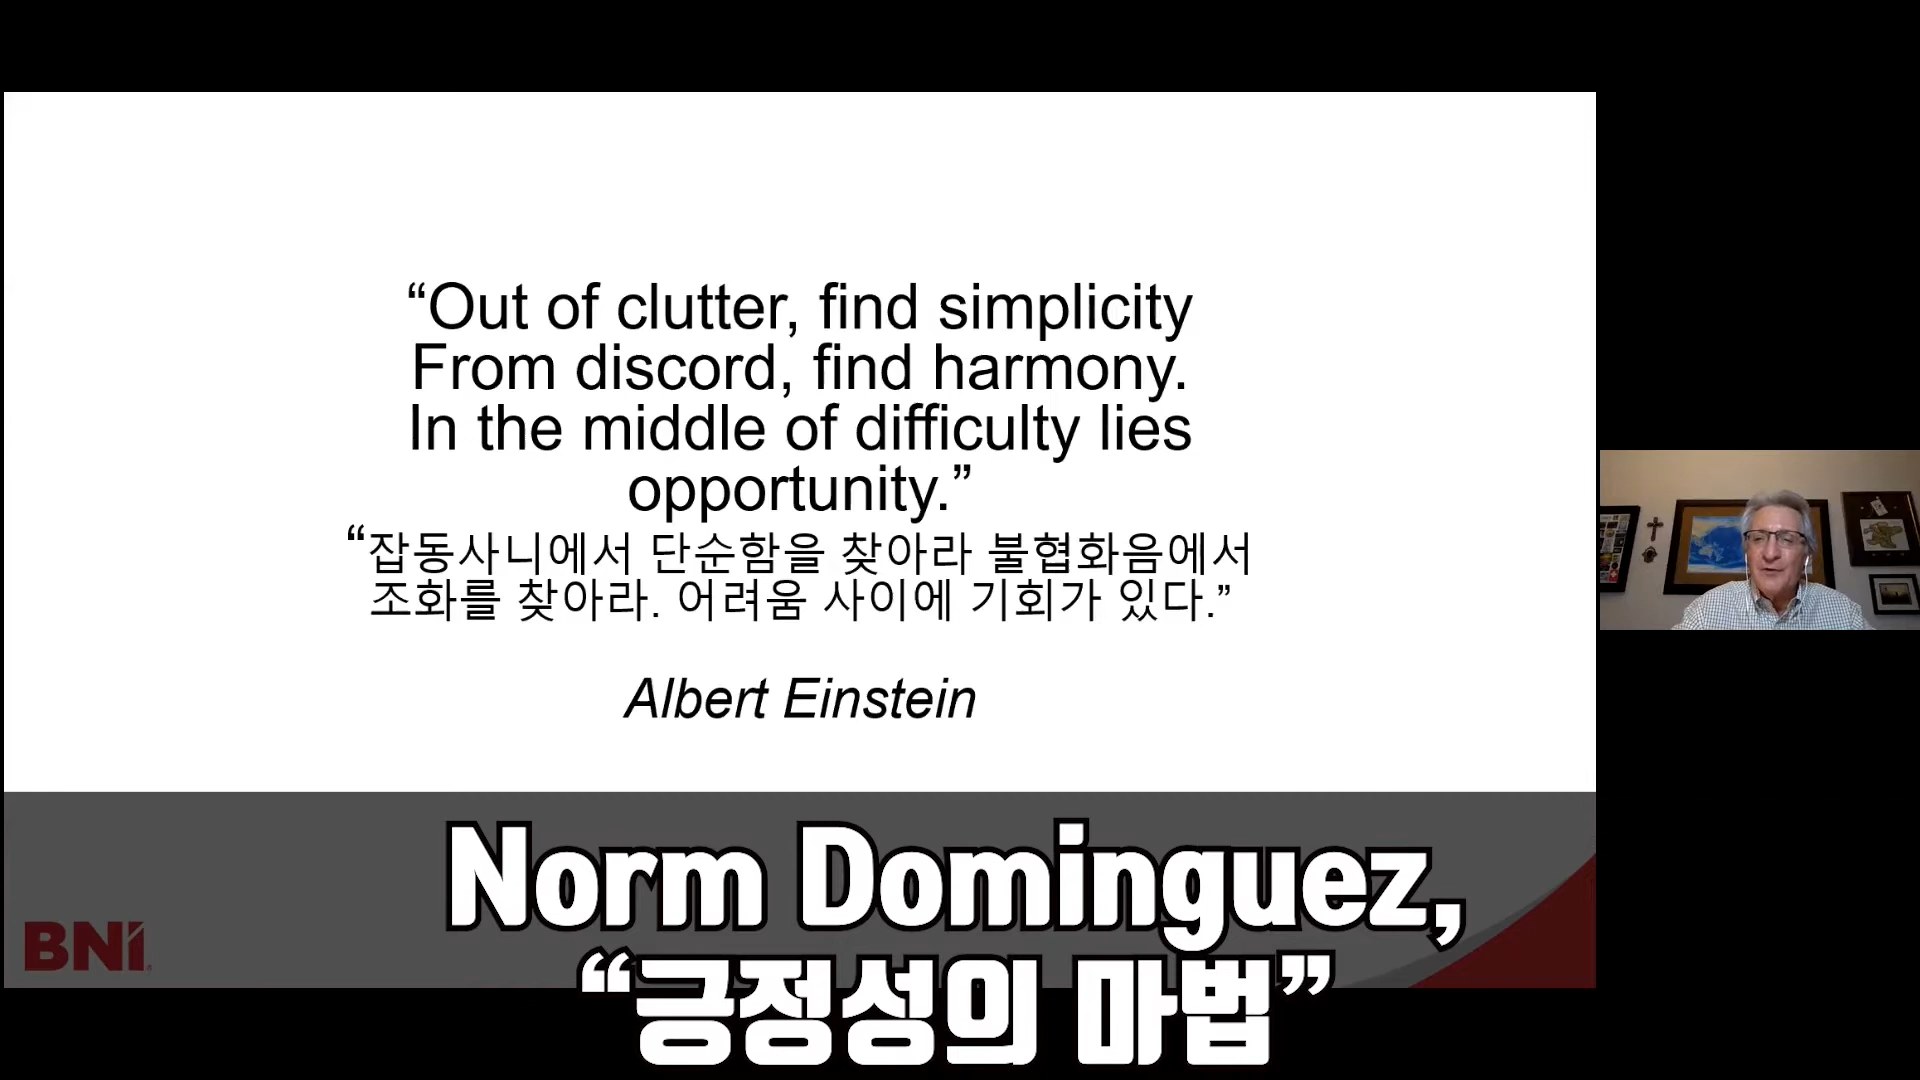 “Out of clutter, find simplicity
From discord, find harmony.
In the middle of difficulty lies
opportunity.”
“잡동사니에서 단순함을 찾아라 불협화음에서
조화를 찾아라. 어려움 사이에 기회가 있다.”
Albert Einstein
BNI
Norm Dominguez,
“긍정성의 마법”